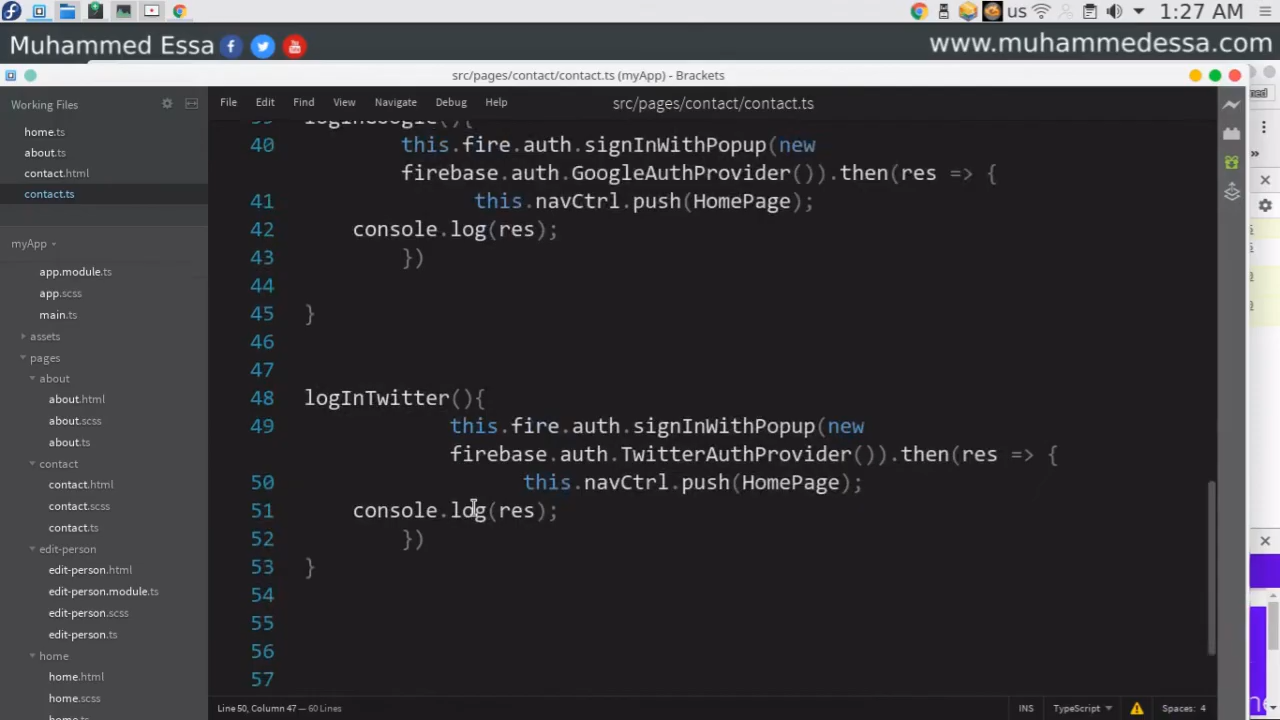 us
1:27 AM
Muhammed Essa
www.muhammedessa.com
src/pages/contact/contact.ts (myApp) - Brackets
Working Files
File Edit Find View Navigate Debug Help
src/pages/contact/contact.ts
home.ts
about.ts
contact.html
contact.ts
myApp
app.module.ts
app.scss
main.ts
assets
pages
about
about.html
about.scss
about.ts
contact
contact.html
contact.scss
contact.ts
edit-person
edit-person.html
edit-person.module.ts
edit-person.scss
edit-person.ts
home
home.html
home.scss
home.ts
39 logInGoogle(){
40 this.fire.auth.signInWithPopup(new
firebase.auth.GoogleAuthProvider()).then(res => {
41 this.navCtrl.push(HomePage);
42 console.log(res);
43 })
44
45 }
46
47
48 logInTwitter(){
49 this.fire.auth.signInWithPopup(new
firebase.auth.TwitterAuthProvider()).then(res => {
50 this.navCtrl.push(HomePage);
51 console.log(res);
52 })
53 }
54
55
56
57
Line 50, Column 47 — 60 Lines
INS TypeScript Spaces: 4